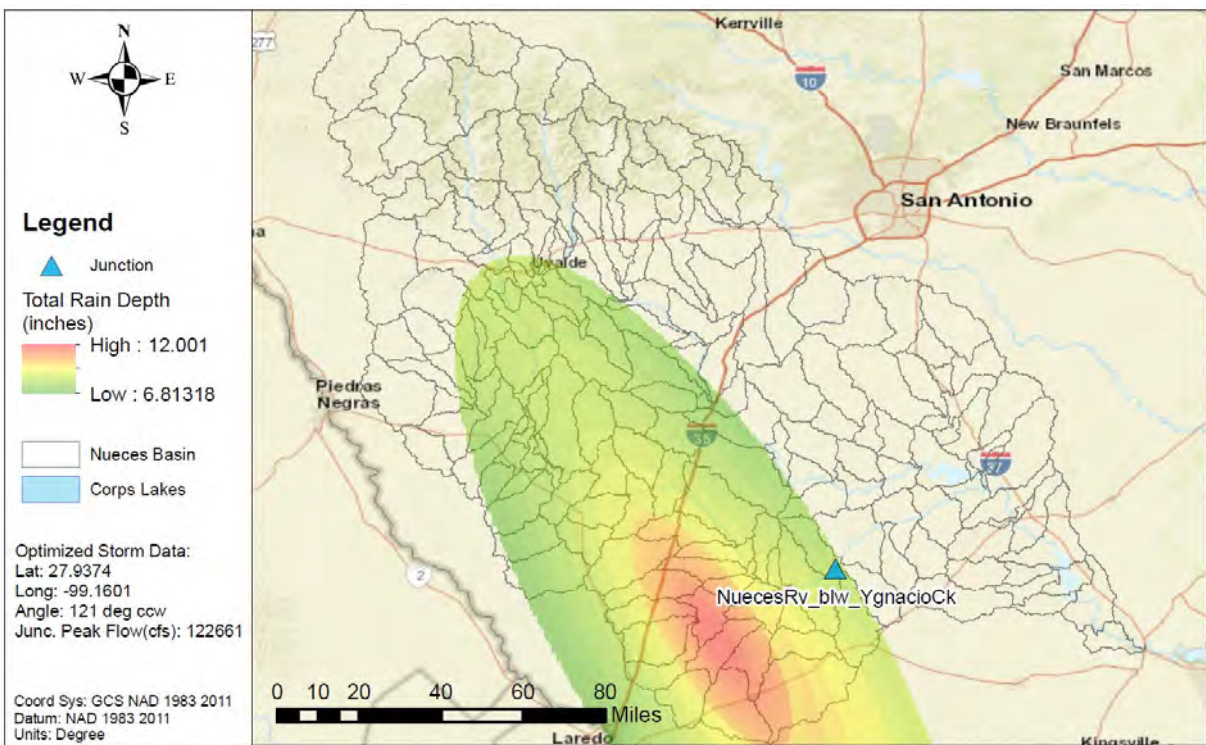 N
W E
S
Legend
Junction
Total Rain Depth
(inches)
High : 12.001
Low : 6.81318
Nueces Basin
Corps Lakes
Optimized Storm Data:
Lat: 27.9374
Long: -99.1601
Angle: 121 deg ccw
Junc. Peak Flow(cfs): 122661
Coord Sys: GCS NAD 1983 2011
Datum: NAD 1983 2011
Units: Degree
277
Kerrville
10
San Marcos
New Braunfels
San Antonio
na
Uvalde
Piedras
Negras
35
37
2
NuecesRv_blw_YgnacioCk
0 10 20 40 60 80
Miles
Laredo
Kingsville